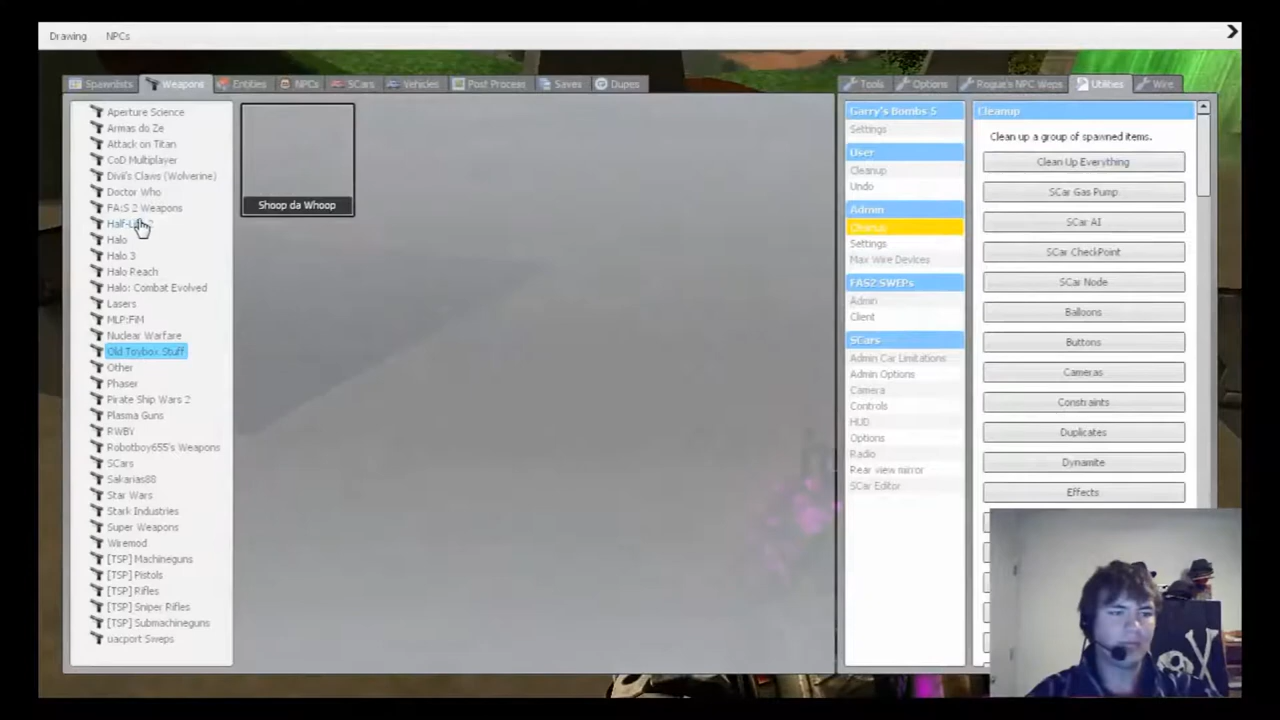 Drawing NPCs
Spawnlists Weapons Entities NPCs SCars Vehicles Post Process Saves Dupes
Tools Options Rogue's NPC Weps Utilities Wire
Aperture Science
Armas do Ze
Attack on Titan
CoD Multiplayer
Divii's Claws (Wolverine)
Doctor Who
FA:S 2 Weapons
Half-Life 2
Halo
Halo 3
Halo Reach
Halo: Combat Evolved
Lasers
MLP:FiM
Nuclear Warfare
Old Toybox Stuff
Other
Phaser
Pirate Ship Wars 2
Plasma Guns
RWBY
Robotboy655's Weapons
SCars
Sakarias88
Star Wars
Stark Industries
Super Weapons
Wiremod
[TSP] Machineguns
[TSP] Pistols
[TSP] Rifles
[TSP] Sniper Rifles
[TSP] Submachineguns
uacport Sweps
Shoop da Whoop
Garry's Bombs 5
Settings
User
Cleanup
Undo
Admin
Cleanup
Settings
Max Wire Devices
FAS2 SWEPs
Admin
Client
SCars
Admin Car Limitations
Admin Options
Camera
Controls
HUD
Options
Radio
Rear view mirror
SCar Editor
Cleanup
Clean up a group of spawned items.
Clean Up Everything
SCar Gas Pump
SCar AI
SCar CheckPoint
SCar Node
Balloons
Buttons
Cameras
Constraints
Duplicates
Dynamite
Effects